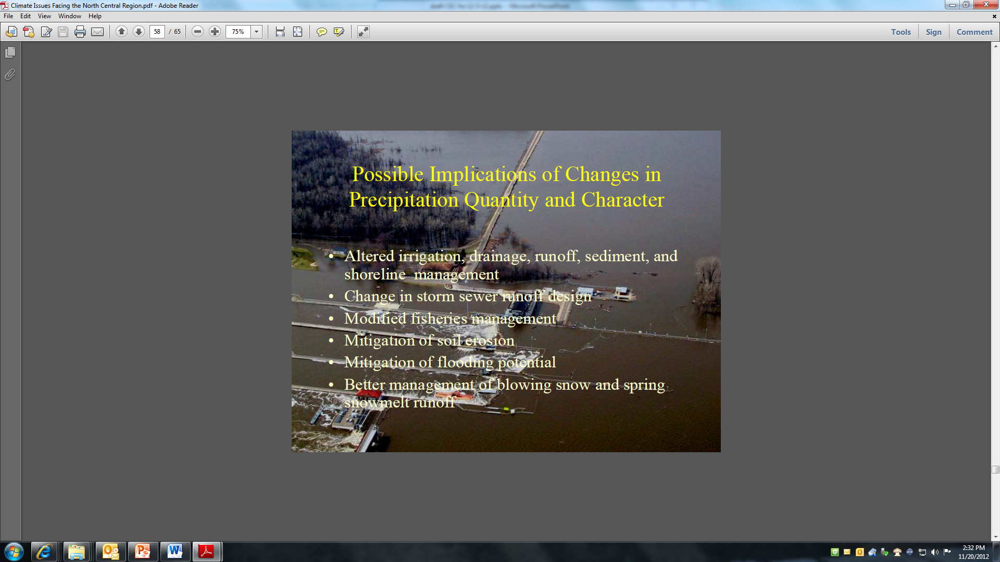 Climate Issues Facing the North Central Region.pdf - Adobe Reader
File Edit View Window Help
58 / 65 75% Tools Sign Comment
Possible Implications of Changes in
Precipitation Quantity and Character
• Altered irrigation, drainage, runoff, sediment, and
shoreline management
• Change in storm sewer runoff design
• Modified fisheries management
• Mitigation of soil erosion
• Mitigation of flooding potential
• Better management of blowing snow and spring
snowmelt runoff
2:32 PM
11/20/2012